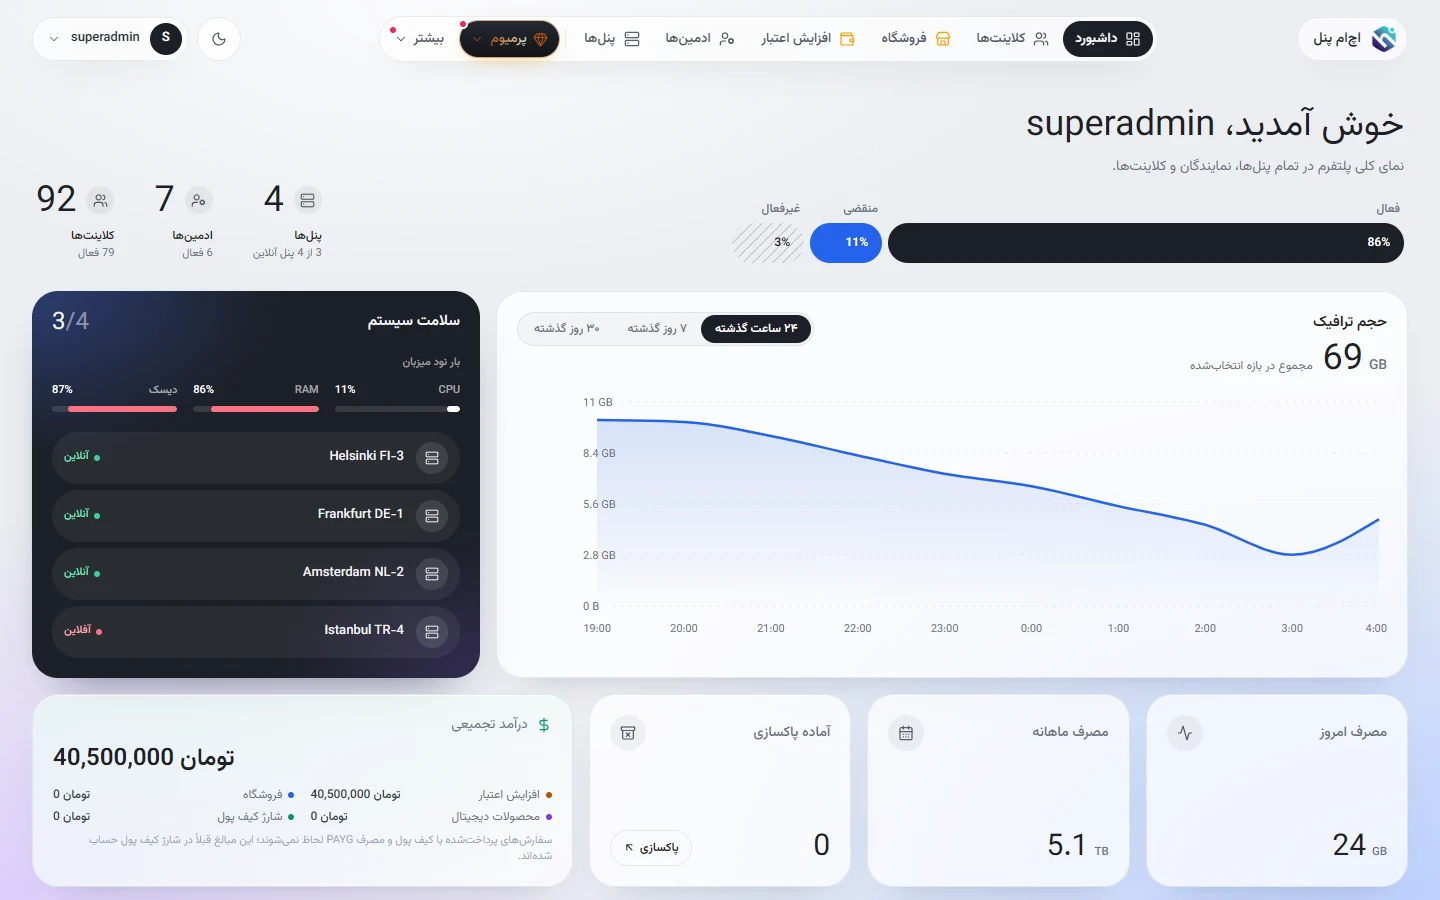 اچ‌ام پنل
داشبورد
کلاینت‌ها
فروشگاه
افزایش اعتبار
ادمین‌ها
پنل‌ها
پرمیوم
بیشتر
S
superadmin
خوش آمدید، superadmin
نمای کلی پلتفرم در تمام پنل‌ها، نمایندگان و کلاینت‌ها.
فعال
منقضی
غیرفعال
86%
11%
3%
4
7
92
پنل‌ها
ادمین‌ها
کلاینت‌ها
3 از 4 پنل آنلاین
6 فعال
79 فعال
حجم ترافیک
۲۴ ساعت گذشته
۷ روز گذشته
۳۰ روز گذشته
69 GB
مجموع در بازه انتخاب‌شده
11 GB
8.4 GB
5.6 GB
2.8 GB
0 B
19:00 20:00 21:00 22:00 23:00 0:00 1:00 2:00 3:00 4:00
سلامت سیستم
3/4
بار نود میزبان
CPU 11%
RAM 86%
دیسک 87%
Helsinki FI-3
آنلاین
Frankfurt DE-1
آنلاین
Amsterdam NL-2
آنلاین
Istanbul TR-4
آفلاین
مصرف امروز
24 GB
مصرف ماهانه
5.1 TB
آماده پاکسازی
0
پاکسازی
درآمد تجمیعی
40,500,000 تومان
افزایش اعتبار
40,500,000 تومان
فروشگاه
0 تومان
محصولات دیجیتال
0 تومان
شارژ کیف پول
0 تومان
سفارش‌های پرداخت‌شده با کیف پول و مصرف PAYG لحاظ نمی‌شوند؛ این مبالغ قبلاً در شارژ کیف پول حساب
شده‌اند.